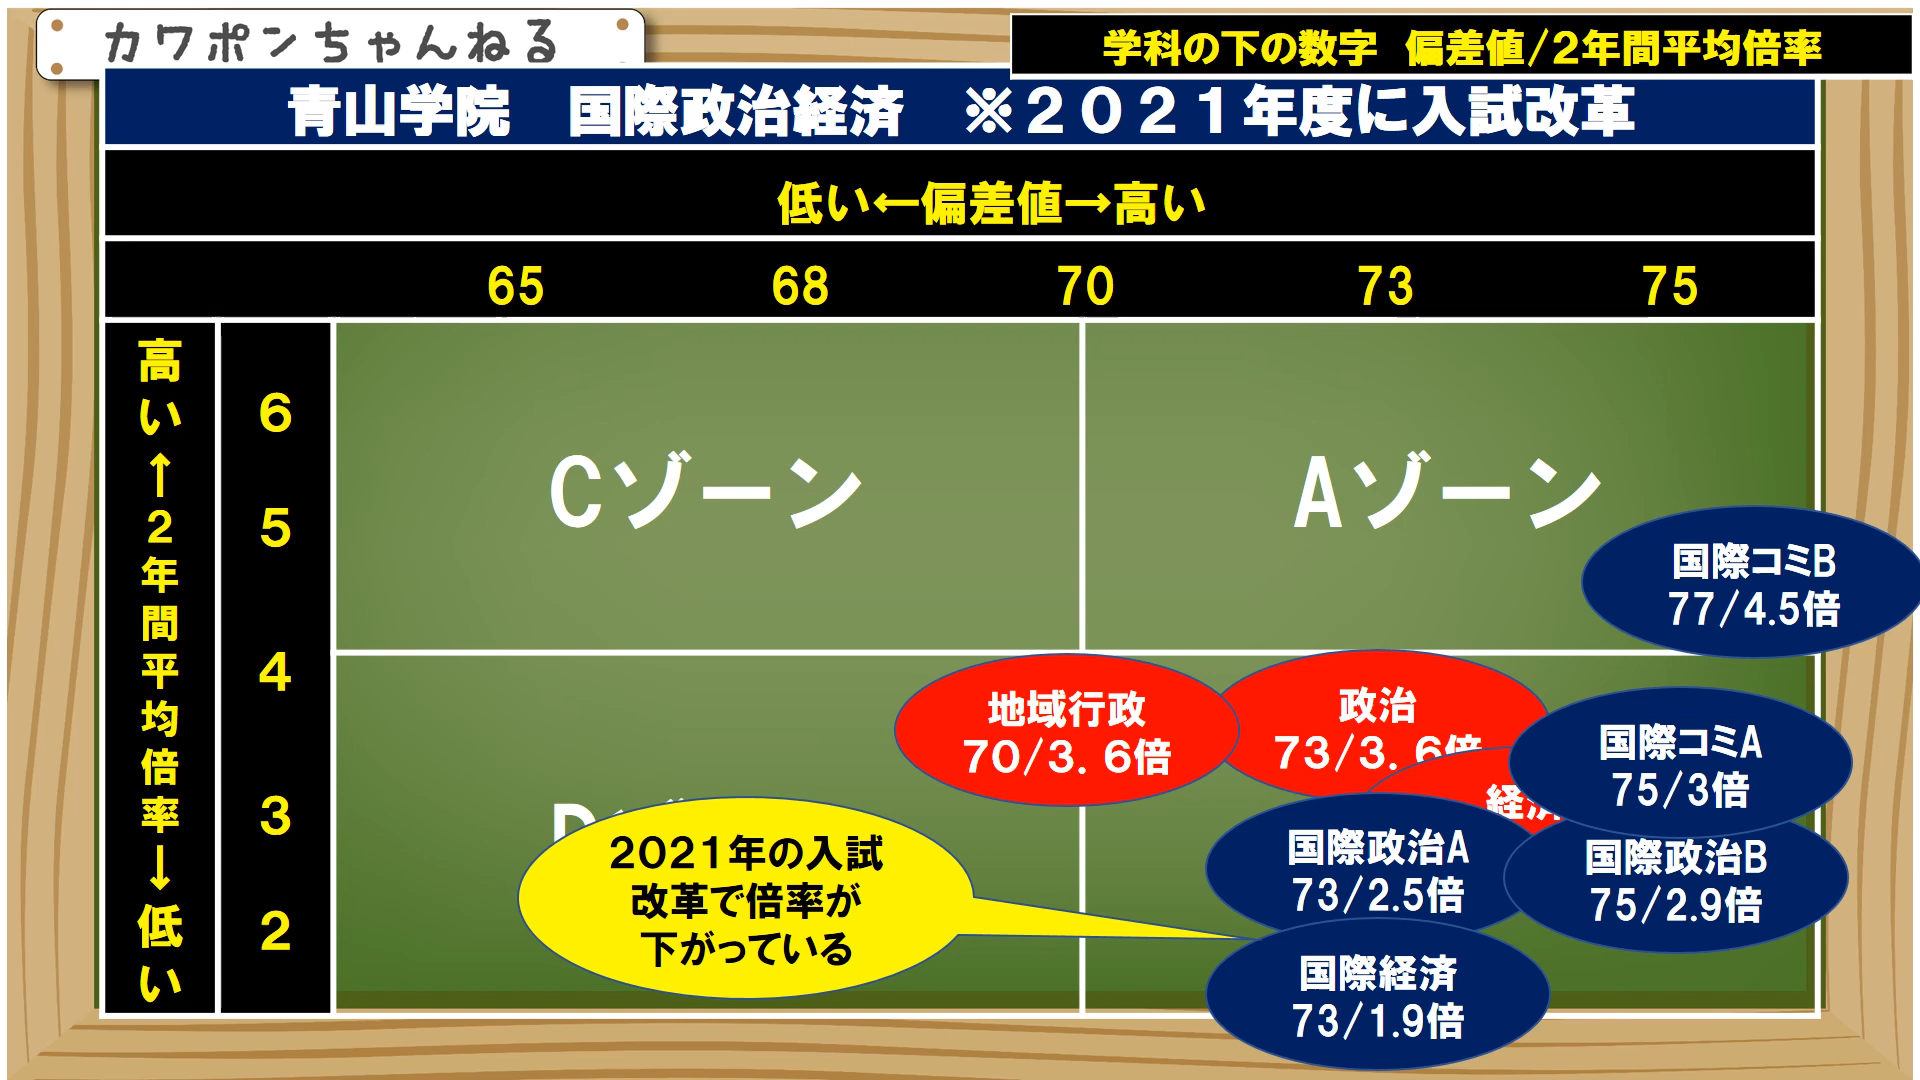 カワポンちゃんねる
学科の下の数字　偏差値/2年間平均倍率
青山学院　国際政治経済　※２０２１年度に入試改革
低い←偏差値→高い
65 68 70 73 75
高い↑2年間平均倍率↓低い
6
5
4
3
2
Cゾーン
Aゾーン
国際コミB
77/4.5倍
地域行政
70/3．6倍
政治
73/3．6倍
国際コミA
75/3倍
経済
国際政治A
73/2.5倍
国際政治B
75/2.9倍
2021年の入試
改革で倍率が
下がっている
国際経済
73/1.9倍